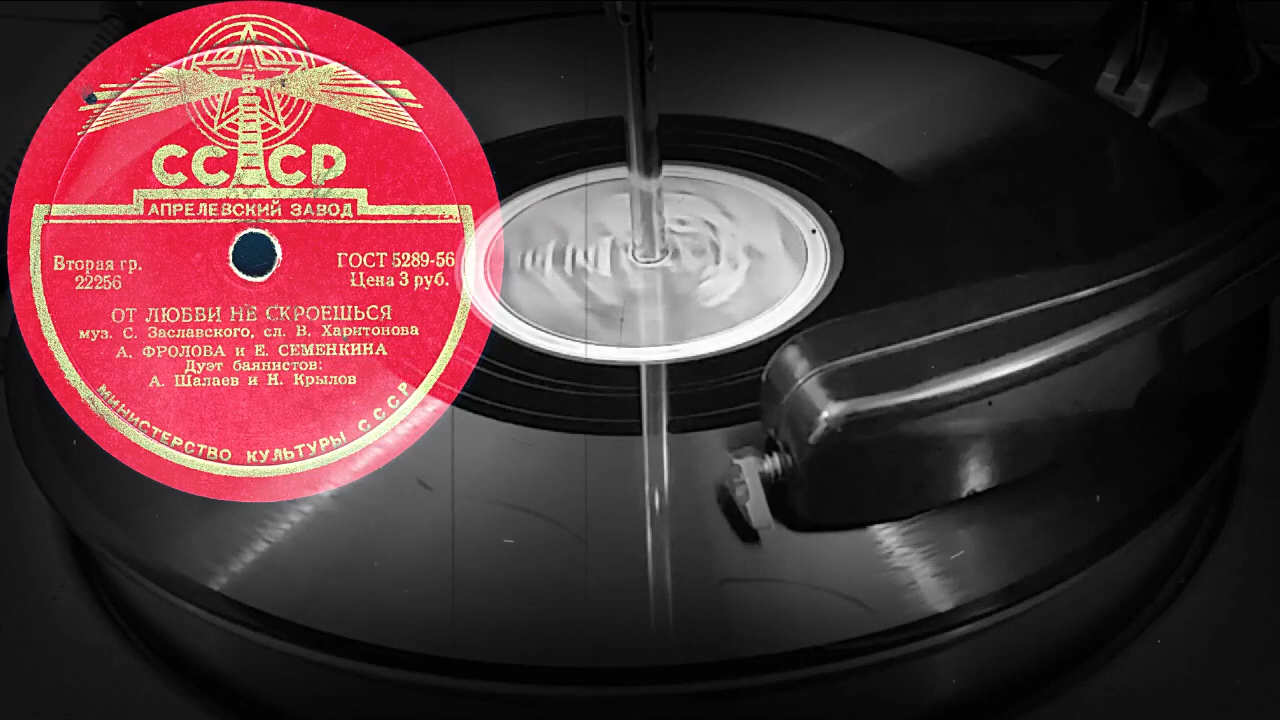 СССР
АПРЕЛЕВСКИЙ ЗАВОД
Вторая гр.
22256
ГОСТ 5289-56
Цена 3 руб.
ОТ ЛЮБВИ НЕ СКРОЕШЬСЯ
муз. С. Заславского, сл. В. Харитонова
А. ФРОЛОВА и Е. СЕМЕНКИНА
Дуэт баянистов:
А. Шалаев и Н. Крылов
МИНИСТЕРСТВО КУЛЬТУРЫ СССР